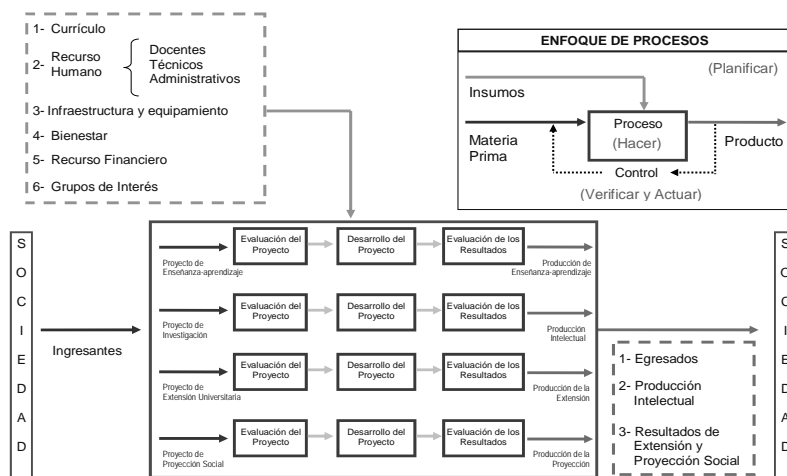 1- Currículo
2- Recurso
Humano
Docentes
Técnicos
Administrativos
3- Infraestructura y equipamiento
4- Bienestar
5- Recurso Financiero
6- Grupos de Interés
ENFOQUE DE PROCESOS
(Planificar)
Insumos
Materia
Prima
Proceso
(Hacer)
Producto
Control
(Verificar y Actuar)
SOCIEDAD
Ingresantes
Proyecto de
Enseñanza-aprendizaje
Evaluación del
Proyecto
Desarrollo del
Proyecto
Evaluación de los
Resultados
Producción de
Enseñanza-aprendizaje
Proyecto de
Investigación
Evaluación del
Proyecto
Desarrollo del
Proyecto
Evaluación de los
Resultados
Producción
Intelectual
Proyecto de
Extensión Universitaria
Evaluación del
Proyecto
Desarrollo del
Proyecto
Evaluación de los
Resultados
Producción de la
Extensión
Proyecto de
Proyección Social
Evaluación del
Proyecto
Desarrollo del
Proyecto
Evaluación de los
Resultados
Producción de la
Proyección
1- Egresados
2- Producción
Intelectual
3- Resultados de
Extensión y
Proyección Social
SOCIEDAD